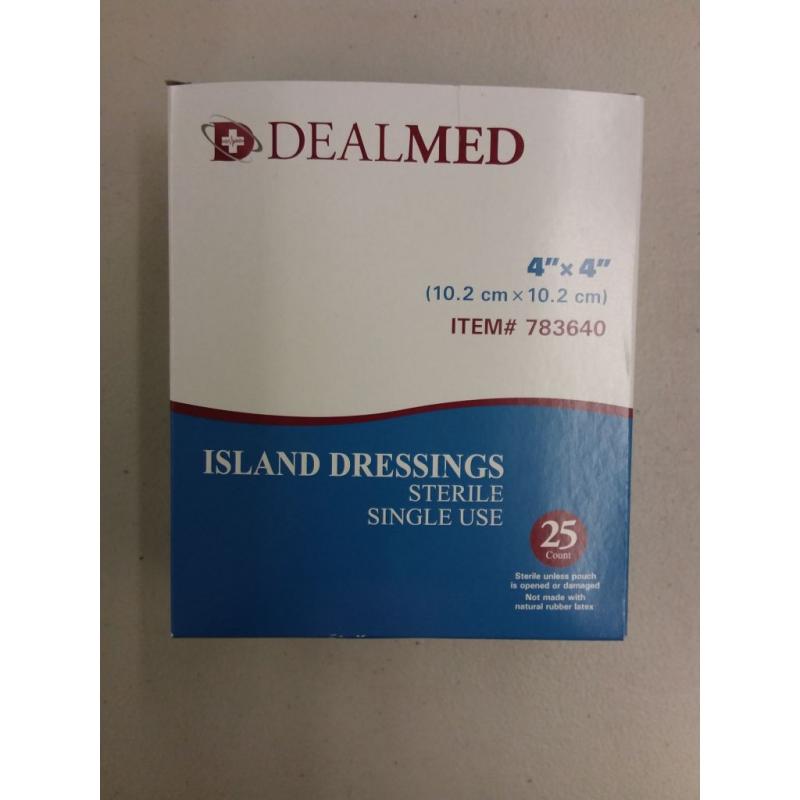 DEALMED
4" × 4"
(10.2 cm × 10.2 cm)
ITEM# 783640
ISLAND DRESSINGS
STERILE
SINGLE USE
25
Count
Sterile unless pouch
is opened or damaged
Not made with
natural rubber latex